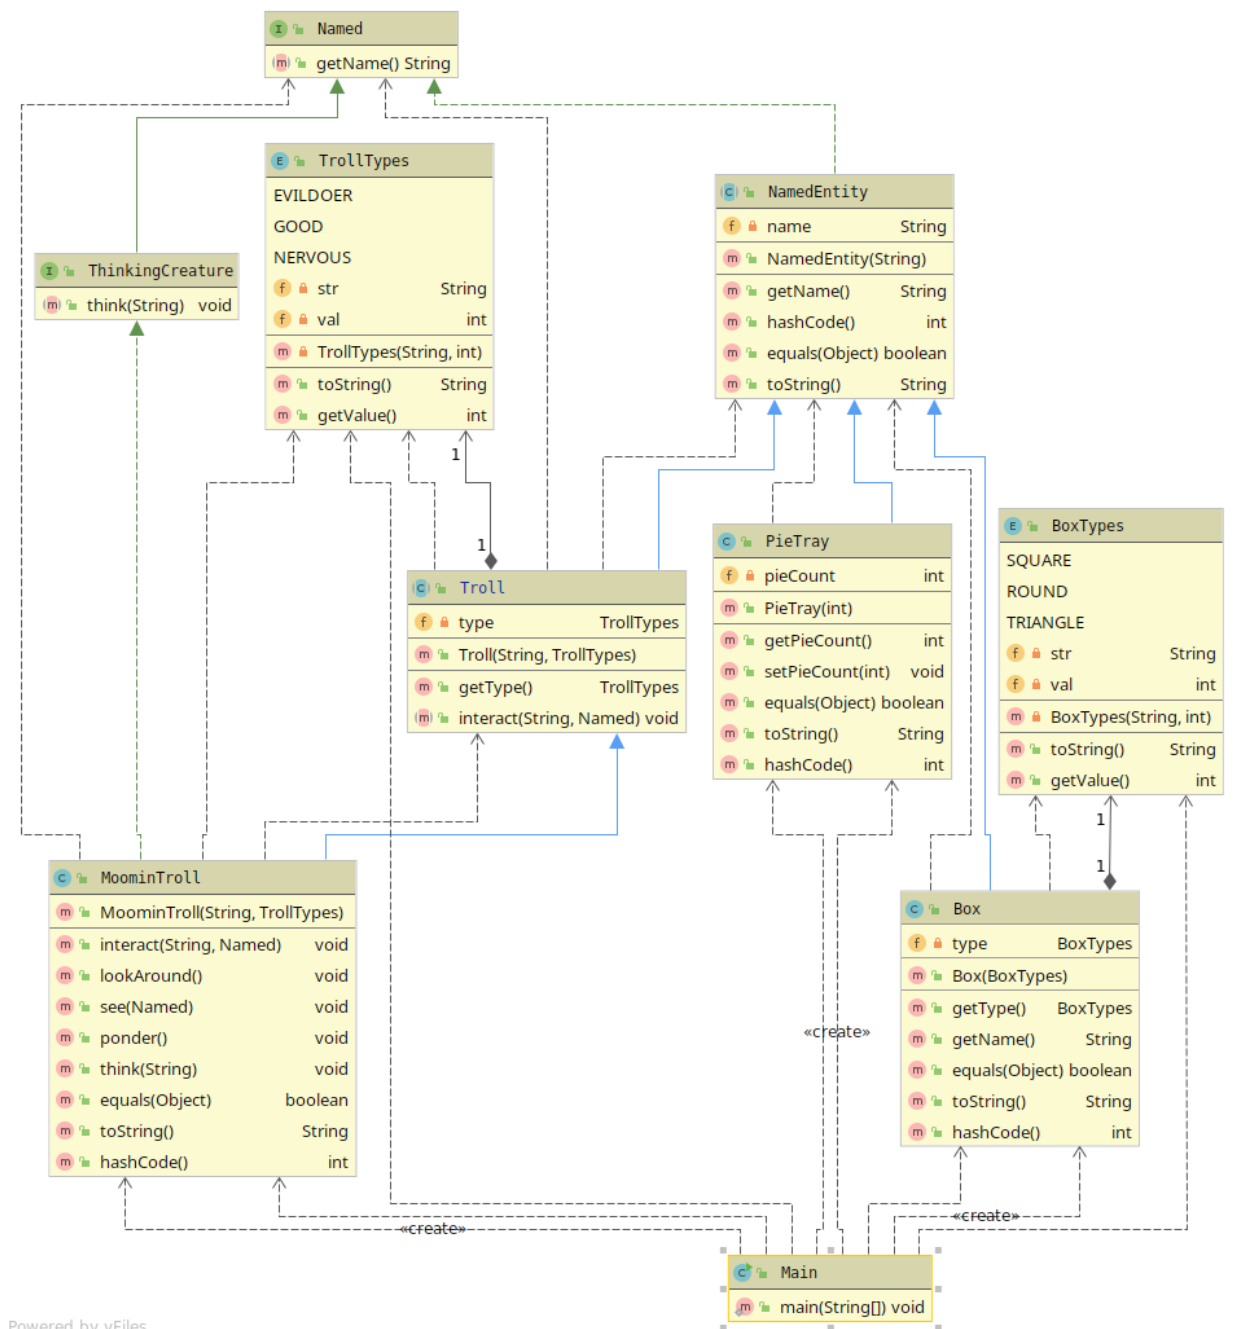 Named
getName() String
TrollTypes
EVILDOER
GOOD
NERVOUS
str String
val int
TrollTypes(String, int)
toString() String
getValue() int
NamedEntity
name String
NamedEntity(String)
getName() String
hashCode() int
equals(Object) boolean
toString() String
ThinkingCreature
think(String) void
1
1
Troll
type TrollTypes
Troll(String, TrollTypes)
getType() TrollTypes
interact(String, Named) void
PieTray
pieCount int
PieTray(int)
getPieCount() int
setPieCount(int) void
equals(Object) boolean
toString() String
hashCode() int
BoxTypes
SQUARE
ROUND
TRIANGLE
str String
val int
BoxTypes(String, int)
toString() String
getValue() int
1
1
MoominTroll
MoominTroll(String, TrollTypes)
interact(String, Named) void
lookAround() void
see(Named) void
ponder() void
think(String) void
equals(Object) boolean
toString() String
hashCode() int
Box
type BoxTypes
Box(BoxTypes)
getType() BoxTypes
getName() String
equals(Object) boolean
toString() String
hashCode() int
«create»
«create»
«create»
Main
main(String[]) void
Powered by yFiles